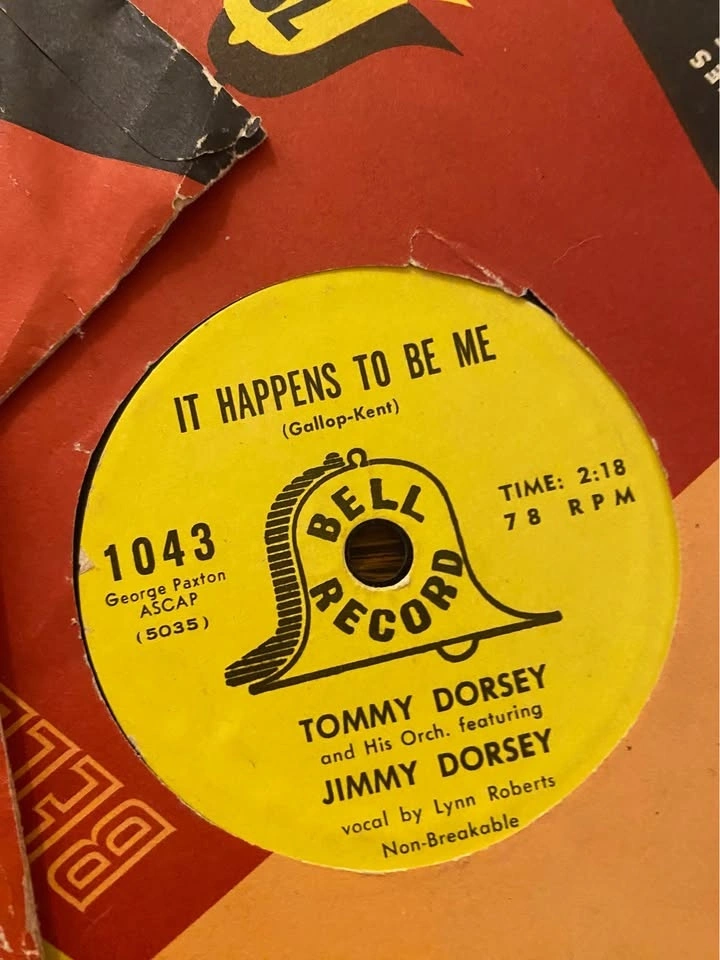 IT HAPPENS TO BE ME
(Gallop-Kent)
BELL
RECORD
TIME: 2:18
78 RPM
1043
George Paxton
ASCAP
(5035)
TOMMY DORSEY
and His Orch. featuring
JIMMY DORSEY
vocal by Lynn Roberts
Non-Breakable